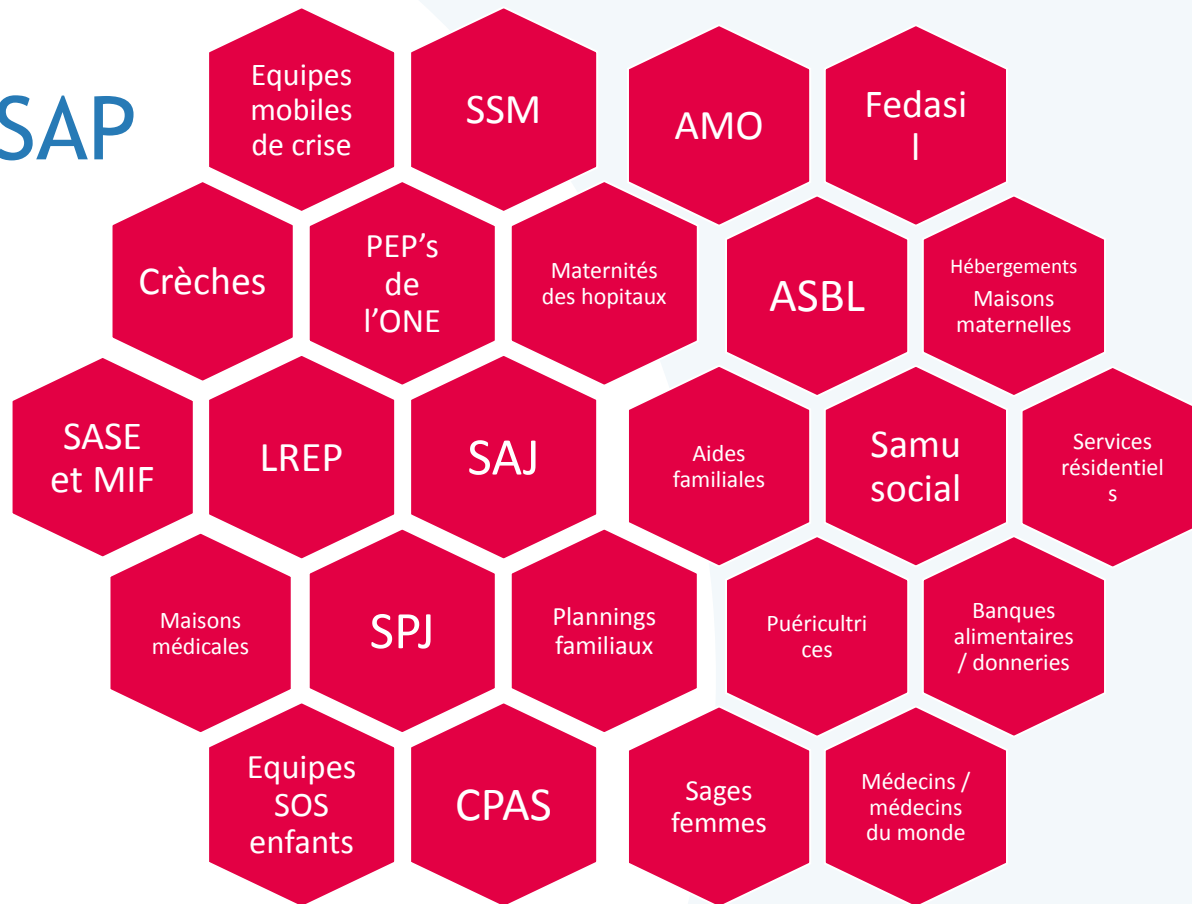 SAP
Equipes
mobiles
de crise
SSM
AMO
Fedasi
l
Crèches
PEP's
de
l'ONE
Maternités
des hopitaux
ASBL
Hébergements
Maisons
maternelles
SASE
et MIF
LREP
SAJ
Aides
familiales
Samu
social
Services
résidentiel
s
Maisons
médicales
SPJ
Plannings
familiaux
Puéricultri
ces
Banques
alimentaires
/ donneries
Equipes
SOS
enfants
CPAS
Sages
femmes
Médecins /
médecins
du monde